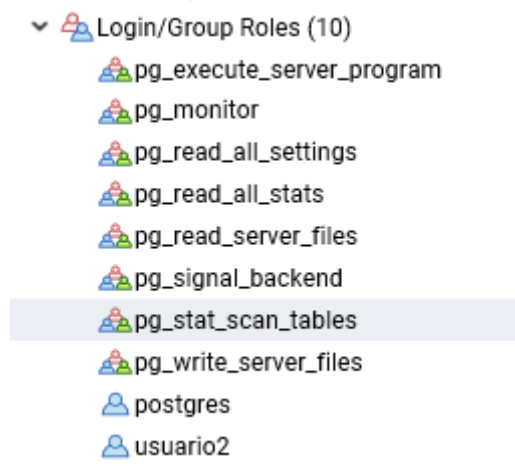 Login/Group Roles (10)
pg_execute_server_program
pg_monitor
pg_read_all_settings
pg_read_all_stats
pg_read_server_files
pg_signal_backend
pg_stat_scan_tables
pg_write_server_files
postgres
usuario2